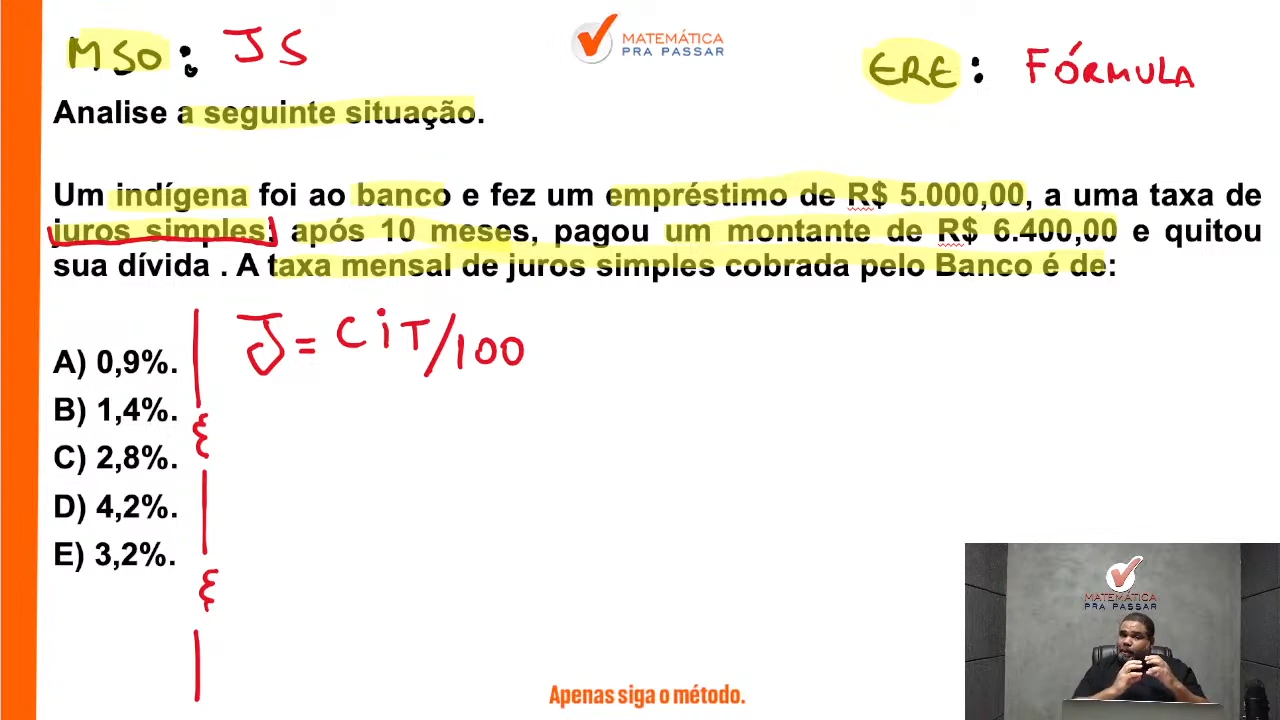 MSO: JS
MATEMÁTICA
PRA PASSAR
ERE: FÓRMULA
Analise a seguinte situação.
Um indígena foi ao banco e fez um empréstimo de R$ 5.000,00, a uma taxa de
juros simples; após 10 meses, pagou um montante de R$ 6.400,00 e quitou
sua dívida . A taxa mensal de juros simples cobrada pelo Banco é de:
J = CiT/100
A) 0,9%.
B) 1,4%.
C) 2,8%.
D) 4,2%.
E) 3,2%.
MATEMÁTICA
PRA PASSAR
Apenas siga o método.